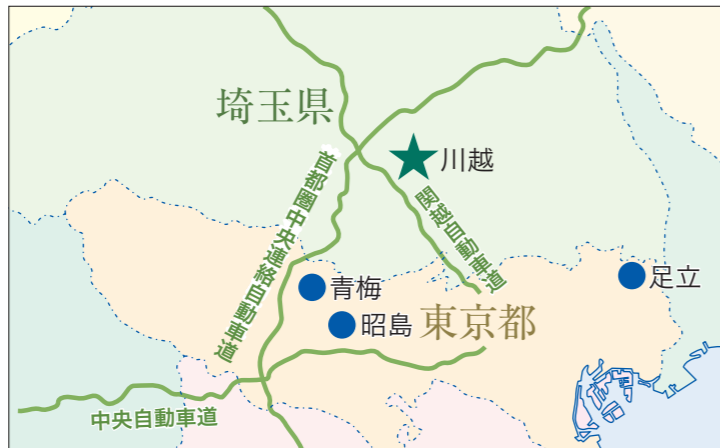 埼玉県
川越
首都圏中央連絡自動車道
関越自動車道
青梅
足立
昭島
東京都
中央自動車道